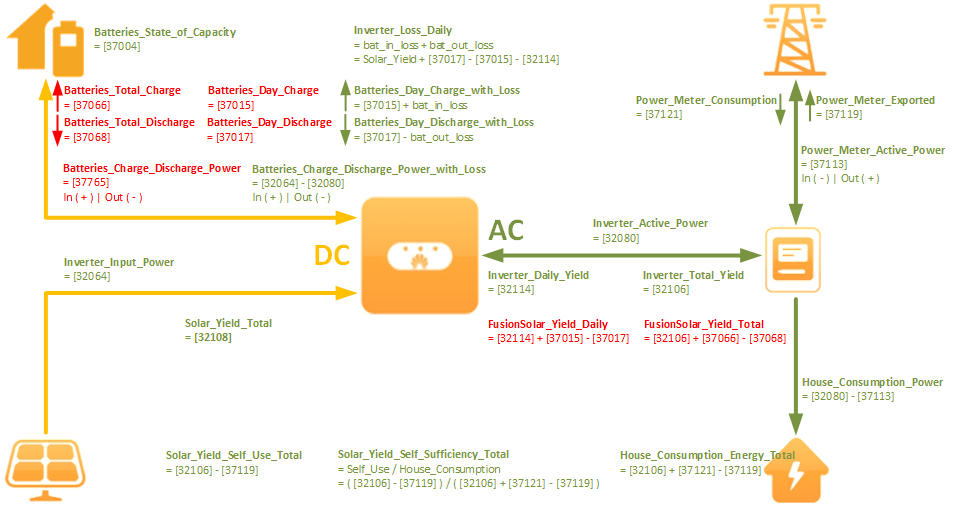 Batteries_State_of_Capacity
= [37004]
Inverter_Loss_Daily
= bat_in_loss + bat_out_loss
= Solar_Yield + [37017] - [37015] - [32114]
Batteries_Total_Charge
= [37066]
Batteries_Day_Charge
= [37015]
Batteries_Day_Charge_with_Loss
= [37015] + bat_in_loss
Batteries_Total_Discharge
= [37068]
Batteries_Day_Discharge
= [37017]
Batteries_Day_Discharge_with_Loss
= [37017] - bat_out_loss
Power_Meter_Consumption
= [37121]
Power_Meter_Exported
= [37119]
Batteries_Charge_Discharge_Power
= [37765]
In ( + ) | Out ( - )
Batteries_Charge_Discharge_Power_with_Loss
= [32064] - [32080]
In ( + ) | Out ( - )
Power_Meter_Active_Power
= [37113]
In ( - ) | Out ( + )
DC
AC
Inverter_Active_Power
= [32080]
Inverter_Input_Power
= [32064]
Inverter_Daily_Yield
= [32114]
Inverter_Total_Yield
= [32106]
Solar_Yield_Total
= [32108]
FusionSolar_Yield_Daily
= [32114] + [37015] - [37017]
FusionSolar_Yield_Total
= [32106] + [37066] - [37068]
House_Consumption_Power
= [32080] - [37113]
Solar_Yield_Self_Use_Total
= [32106] - [37119]
Solar_Yield_Self_Sufficiency_Total
= Self_Use / House_Consumption
= ( [32106] - [37119] ) / ( [32106] + [37121] - [37119] )
House_Consumption_Energy_Total
= [32106] + [37121] - [37119]